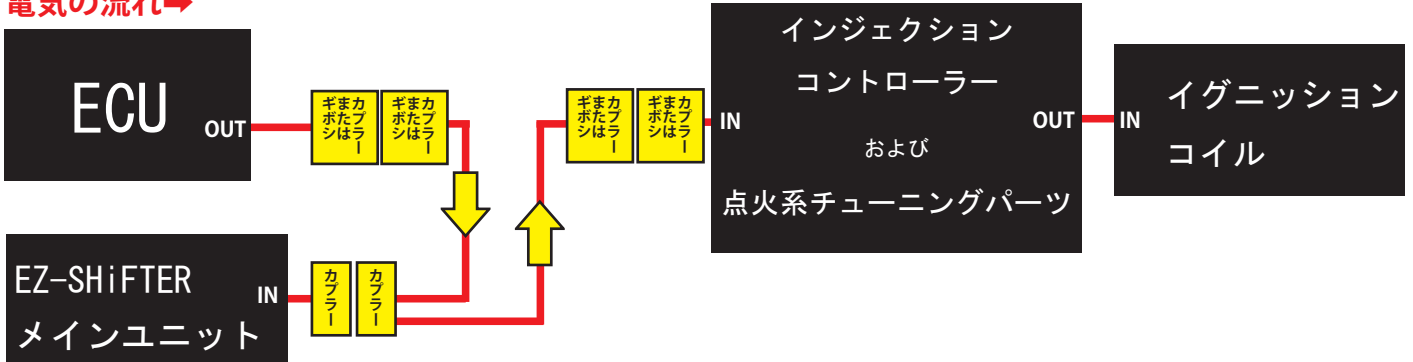 電気の流れ➡
ECU
OUT
カプラー
または
ギボシ
カプラー
または
ギボシ
カプラー
または
ギボシ
カプラー
または
ギボシ
IN
インジェクション
コントローラー
および
点火系チューニングパーツ
OUT
IN
イグニッション
コイル
EZ-SHiFTER
メインユニット
IN
カプラー
カプラー